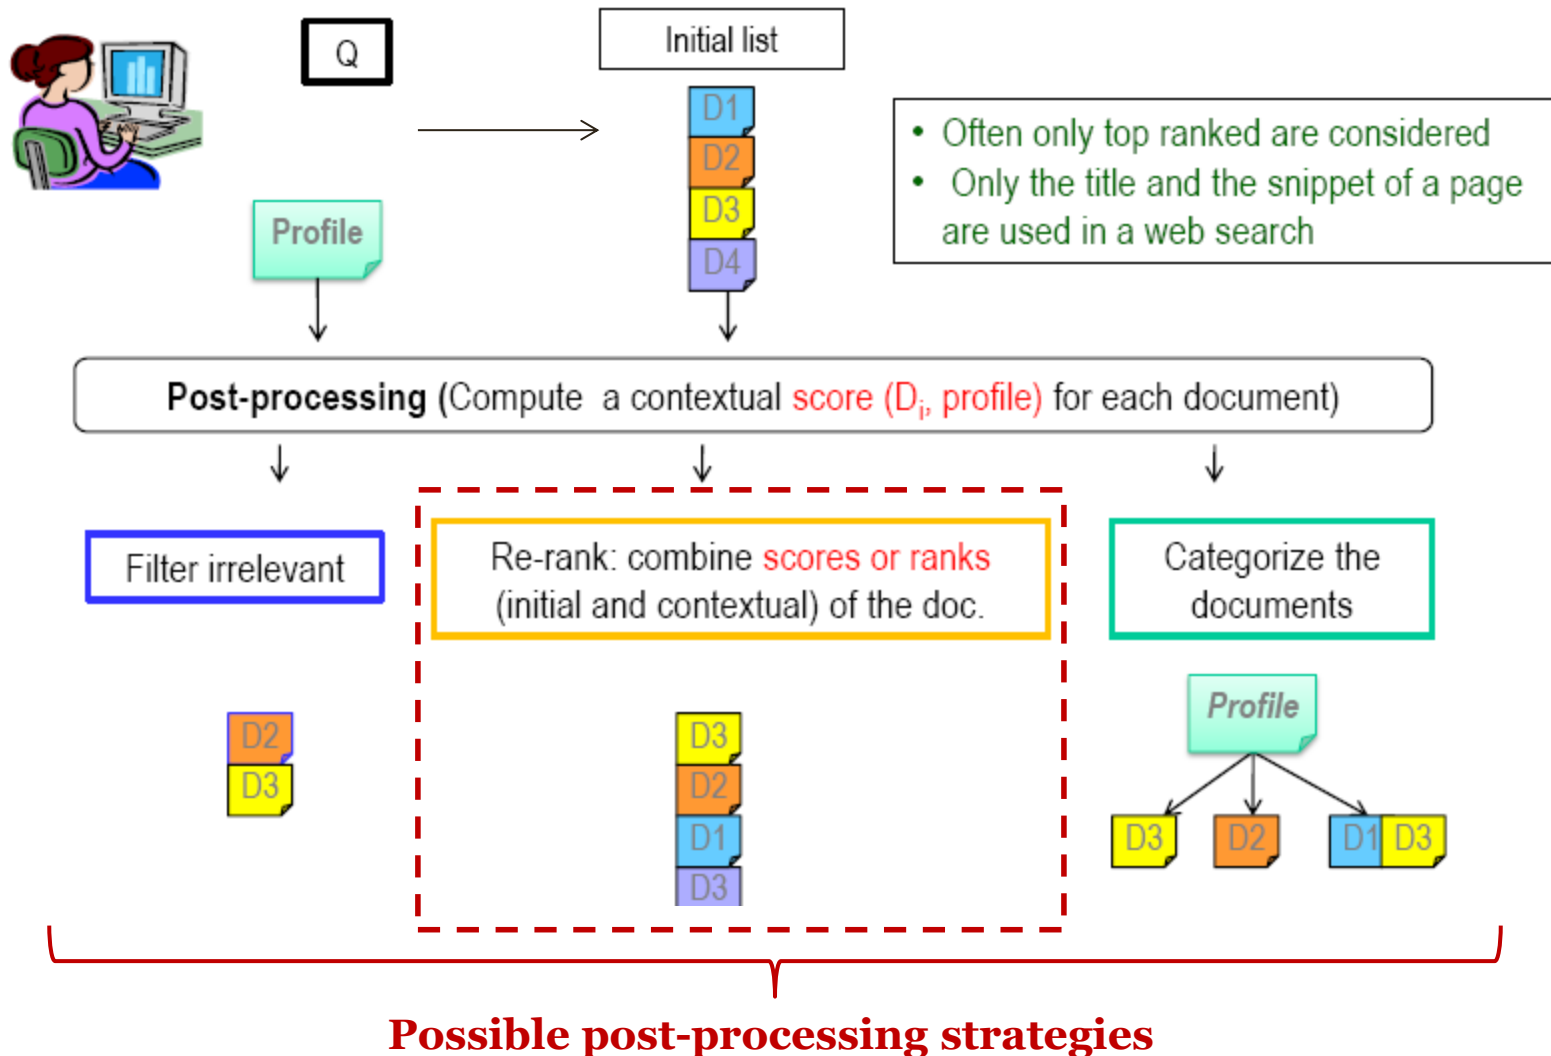 Q
Initial list
D1
D2
D3
D4
• Often only top ranked are considered
• Only the title and the snippet of a page
are used in a web search
Profile
Post-processing (Compute a contextual score (Di, profile) for each document)
Filter irrelevant
Re-rank: combine scores or ranks
(initial and contextual) of the doc.
Categorize the
documents
D2
D3
D3
D2
D1
D3
Profile
D3
D2
D1
D3
Possible post-processing strategies